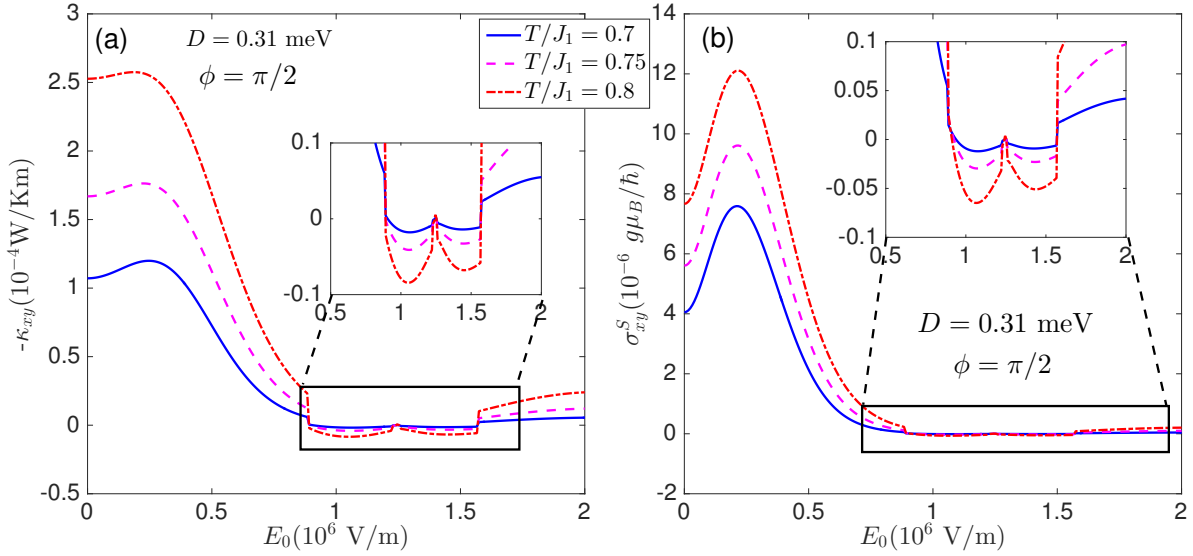 (a)
D = 0.31 meV
ϕ = π/2
T/J₁ = 0.7
T/J₁ = 0.75
T/J₁ = 0.8
-κxy(10⁻⁴W/Km)
3
2.5
2
1.5
1
0.5
0
-0.5
0 0.5 1 1.5 2
E₀(10⁶ V/m)
0.1
0
-0.1
0.5 1 1.5 2
(b)
σˢxy(10⁻⁶ gμB/ħ)
14
12
10
8
6
4
2
0
-2
0 0.5 1 1.5 2
E₀(10⁶ V/m)
0.1
0.05
0
-0.05
-0.1
0.5 1 1.5 2
D = 0.31 meV
ϕ = π/2